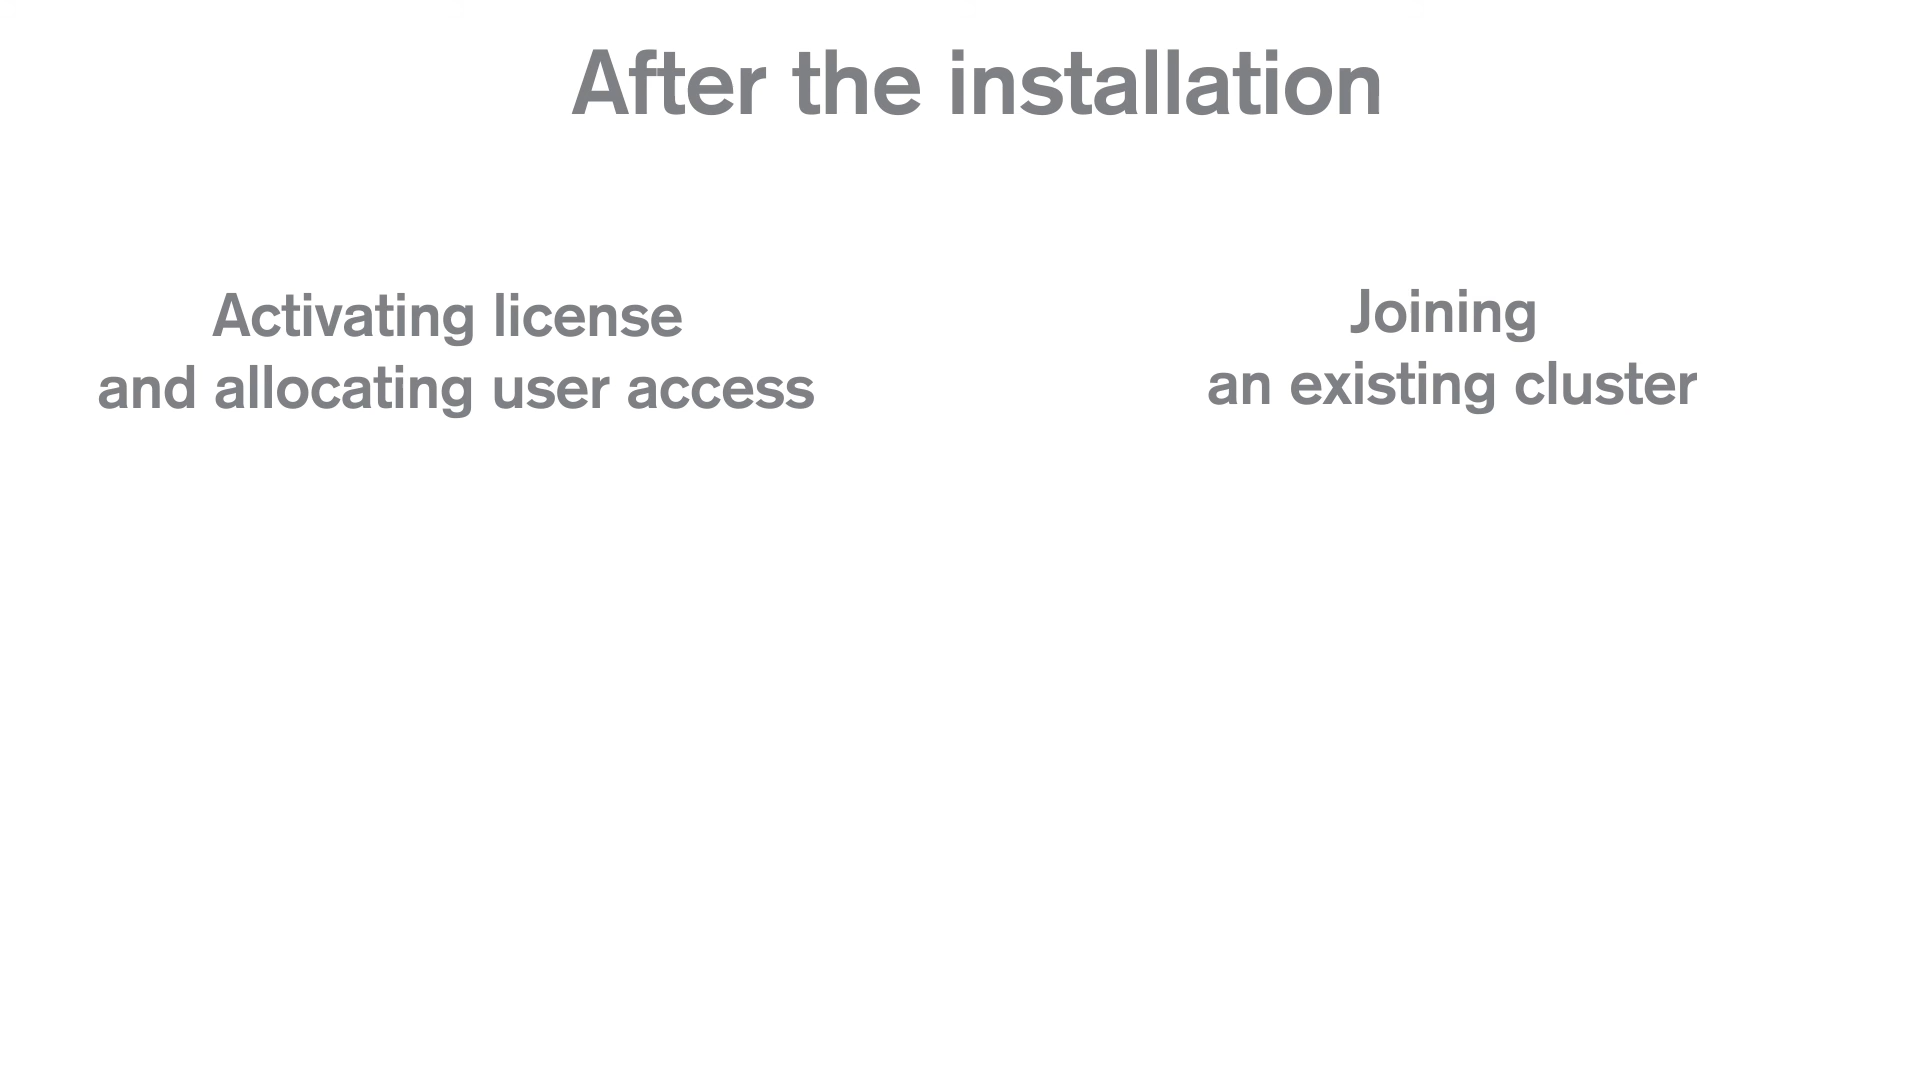 After the installation
Activating license
and allocating user access
Joining
an existing cluster